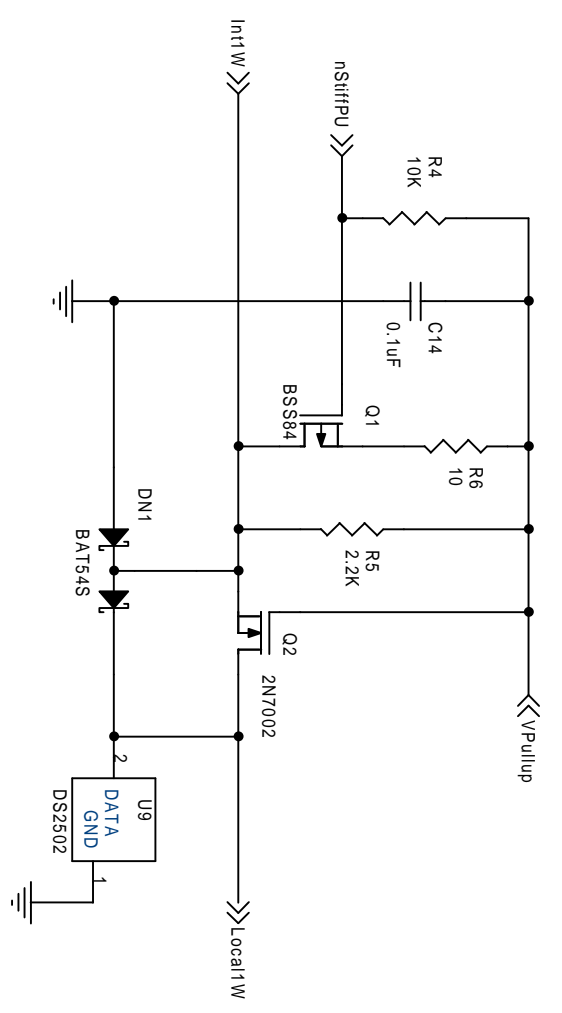 VPullup
R4
10K
C14
0.1uF
R6
10
R5
2.2K
nStiffPU
Q1
BSS84
Q2
2N7002
Int1W
Local1W
DN1
BAT54S
2
U9
DATA
GND
DS2502
1